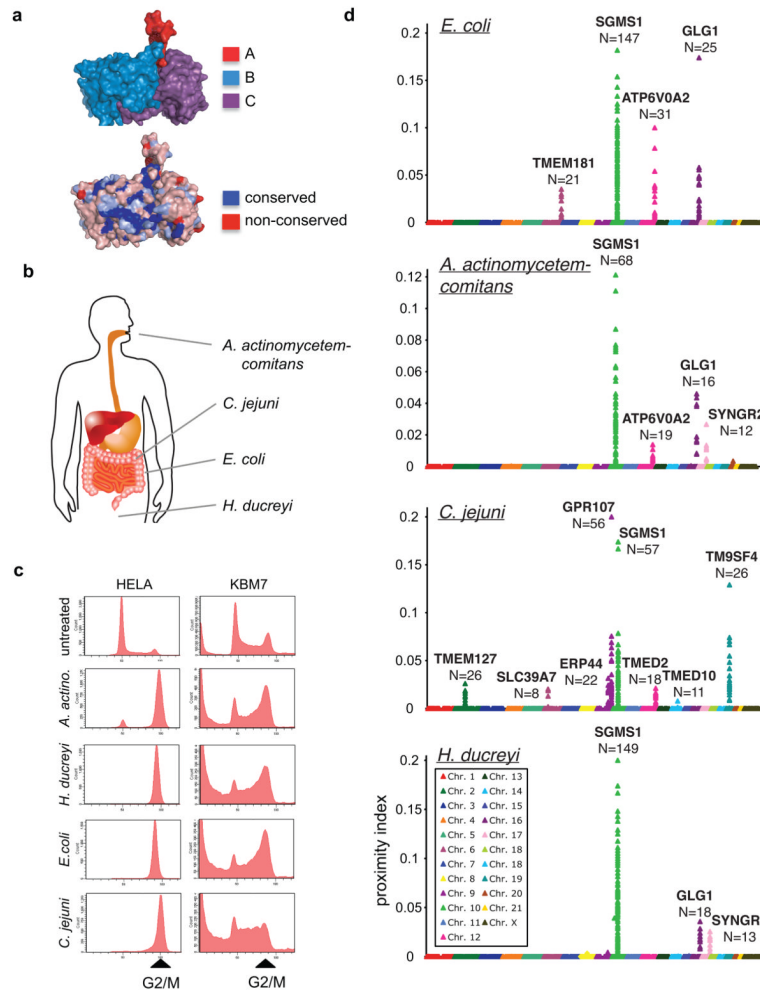 a
A
B
C
conserved
non-conserved
b
A. actinomycetem-
comitans
C. jejuni
E. coli
H. ducreyi
c
HELA
KBM7
untreated
A. actino.
H. ducreyi
E.coli
C. jejuni
G2/M
G2/M
d
E. coli
SGMS1
N=147
GLG1
N=25
ATP6V0A2
N=31
TMEM181
N=21
0.2
0.15
0.1
0.05
0
A. actinomycetem-
comitans
SGMS1
N=68
GLG1
N=16
SYNGR2
N=12
ATP6V0A2
N=19
0.12
0.10
0.08
0.06
0.04
0.02
0
C. jejuni
GPR107
N=56
SGMS1
N=57
TM9SF4
N=26
TMEM127
N=26
SLC39A7
N=8
ERP44
N=22
TMED2
N=18
TMED10
N=11
0.2
0.15
0.1
0.05
0
H. ducreyi
SGMS1
N=149
GLG1
N=18
SYNGR
N=13
0.2
0.15
0.1
0.05
0
proximity index
Chr. 1
Chr. 2
Chr. 3
Chr. 4
Chr. 5
Chr. 6
Chr. 7
Chr. 8
Chr. 9
Chr. 10
Chr. 11
Chr. 12
Chr. 13
Chr. 14
Chr. 15
Chr. 16
Chr. 17
Chr. 18
Chr. 18
Chr. 19
Chr. 20
Chr. 21
Chr. X